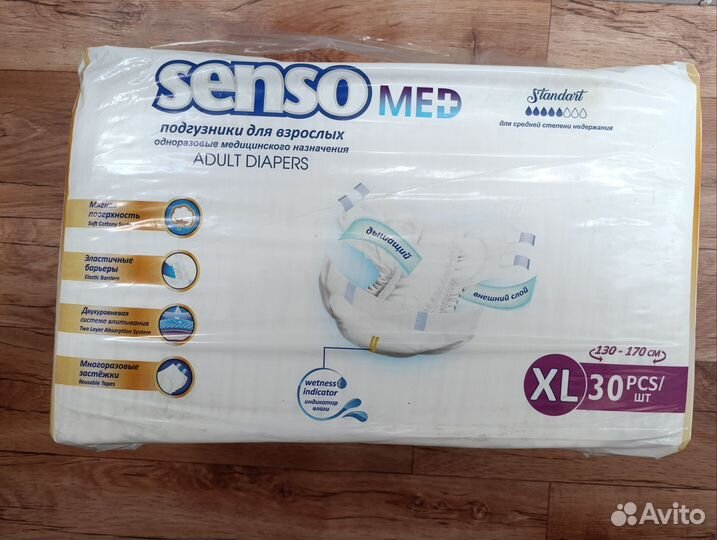 senso MED
подгузники для взрослых
одноразовые медицинского назначения
ADULT DIAPERS
Standart
для средней степени недержания
Мягкая
поверхность
Soft Cottony
Эластичные
барьеры
Elastic Barriers
Двухуровневая
система впитывания
Two Layer Absorption System
Многоразовые
застёжки
Reusable Tapes
дышащий
внешний слой
wetness
indicator
индикатор
влаги
130 - 170 см
XL 30 PCS/
шт
Avito